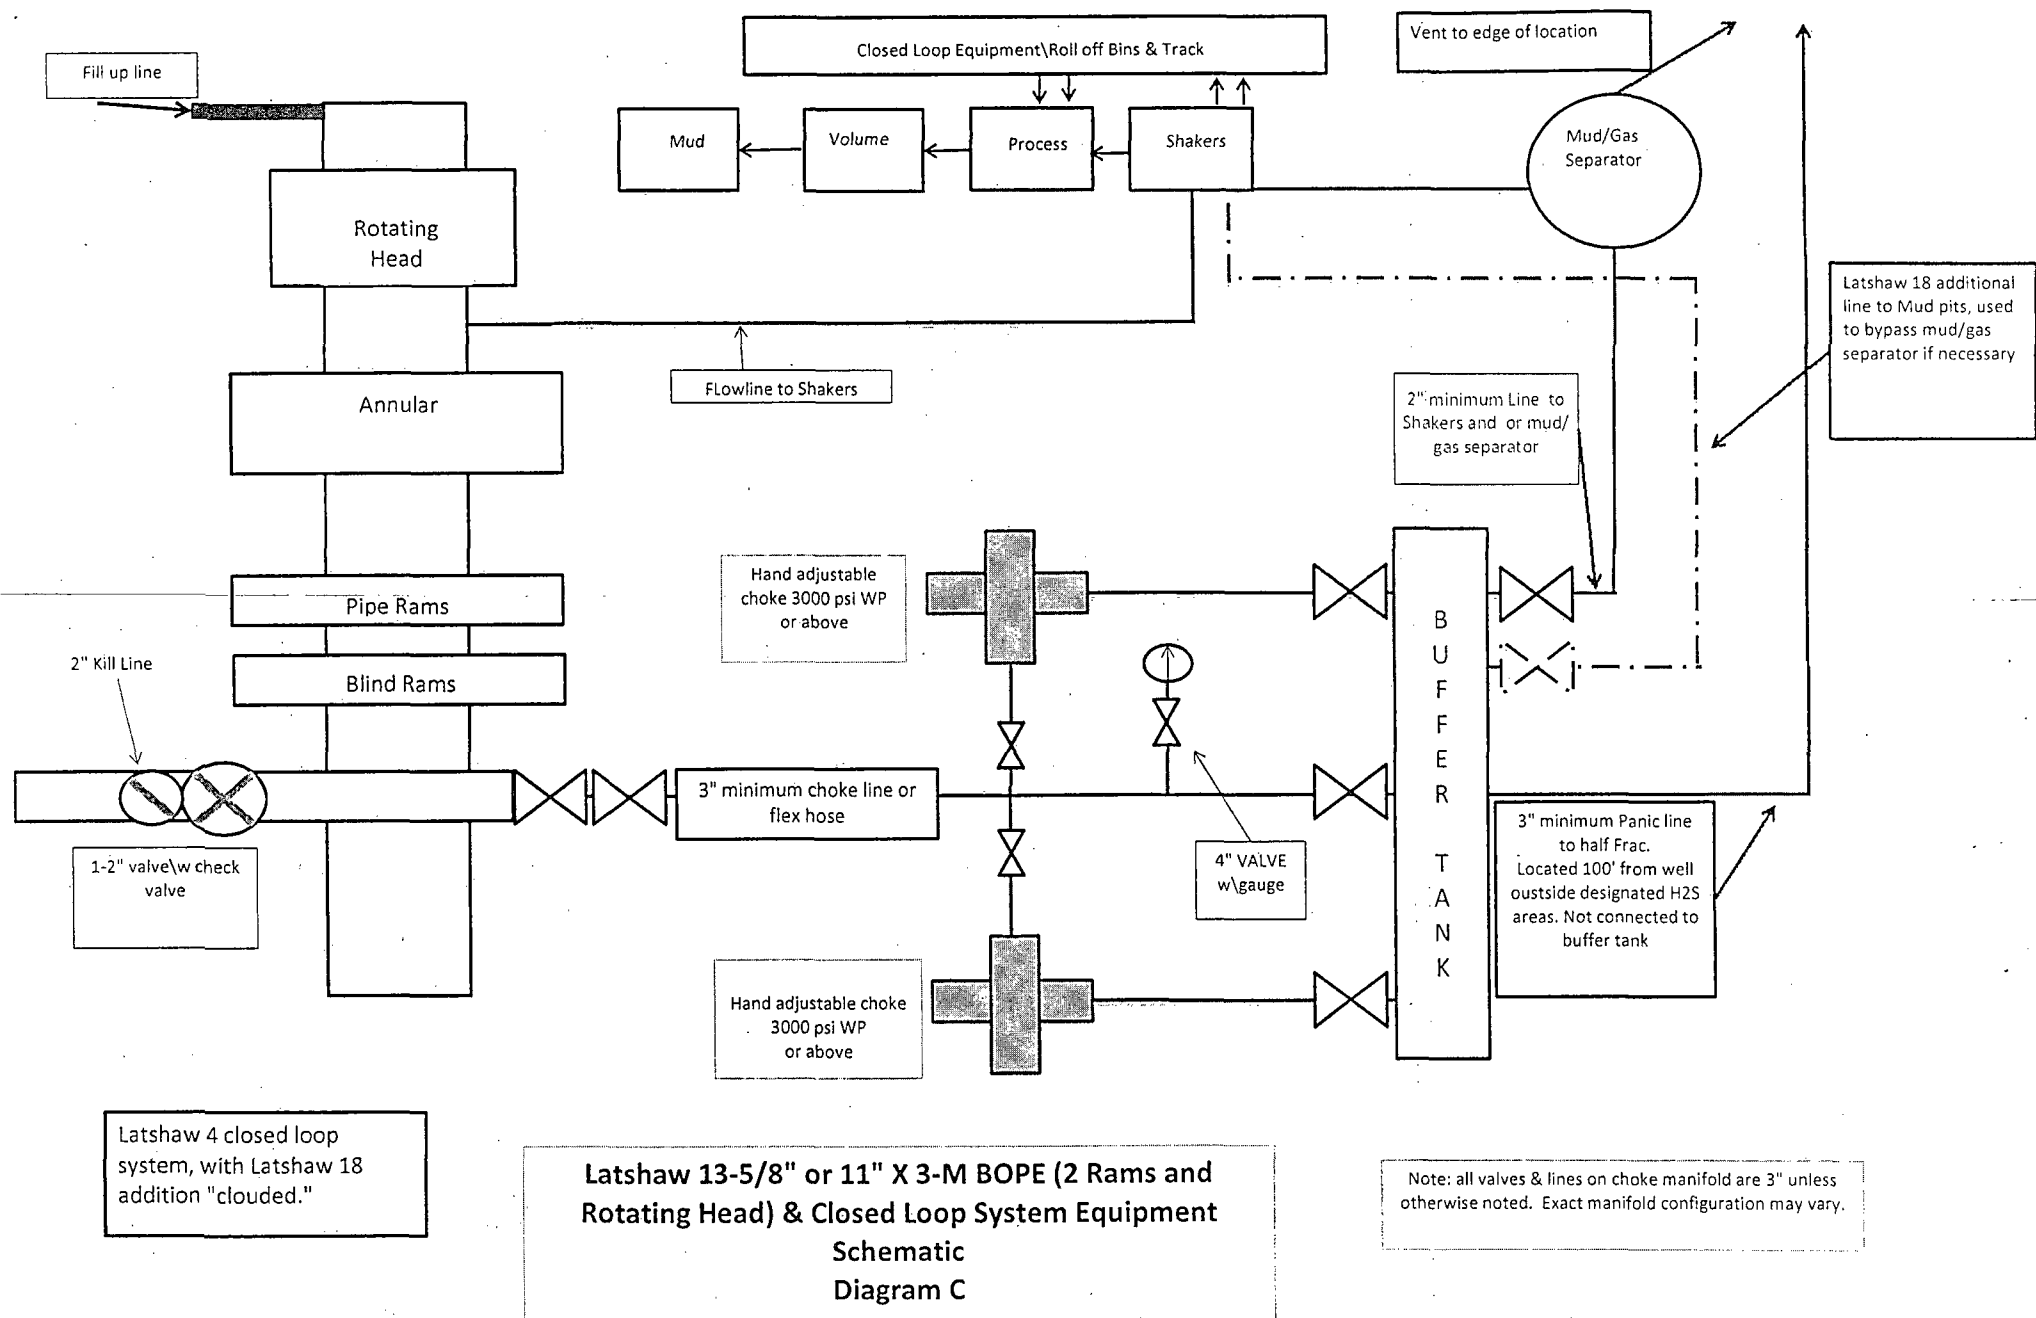 Fill up line
Closed Loop Equipment\Roll off Bins & Track
Vent to edge of location
Mud
Volume
Process
Shakers
Mud/Gas
Separator
Rotating
Head
Latshaw 18 additional
line to Mud pits, used
to bypass mud/gas
separator if necessary
FLowline to Shakers
Annular
2" minimum Line to
Shakers and or mud/
gas separator
Hand adjustable
choke 3000 psi WP
or above
Pipe Rams
2" Kill Line
Blind Rams
BUFFER TANK
3" minimum choke line or
flex hose
1-2" valve\w check
valve
4" VALVE
w\gauge
3" minimum Panic line
to half Frac.
Located 100' from well
oustside designated H2S
areas. Not connected to
buffer tank
Hand adjustable choke
3000 psi WP
or above
Latshaw 4 closed loop
system, with Latshaw 18
addition "clouded."
Latshaw 13-5/8" or 11" X 3-M BOPE (2 Rams and
Rotating Head) & Closed Loop System Equipment
Schematic
Diagram C
Note: all valves & lines on choke manifold are 3" unless
otherwise noted. Exact manifold configuration may vary.